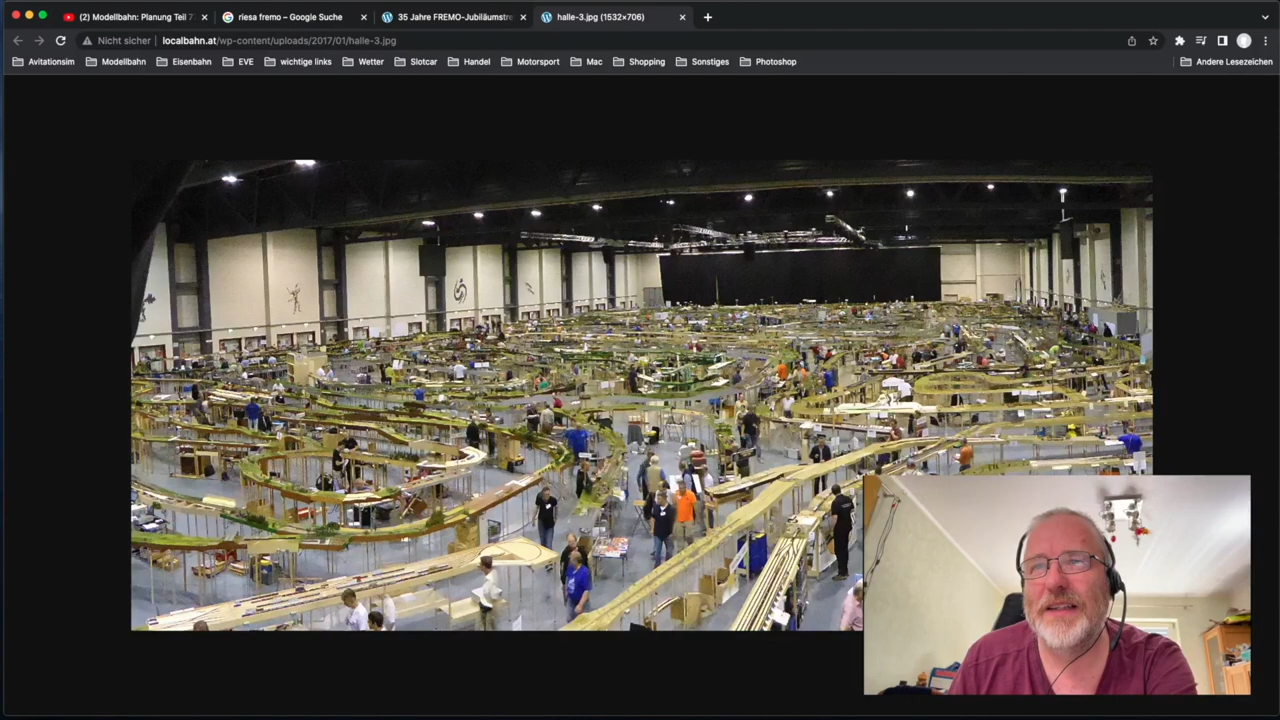 (2) Modellbahn: Planung Teil 7
riesa fremo – Google Suche
35 Jahre FREMO-Jubiläumstre
halle-3.jpg (1532×706)
Nicht sicher
localbahn.at/wp-content/uploads/2017/01/halle-3.jpg
Avitationsim
Modellbahn
Eisenbahn
EVE
wichtige links
Wetter
Slotcar
Handel
Motorsport
Mac
Shopping
Sonstiges
Photoshop
Andere Lesezeichen